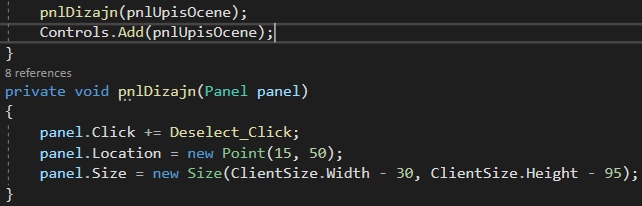 pnlDizajn(pnlUpisOcene);
Controls.Add(pnlUpisOcene);
}
8 references
private void pnlDizajn(Panel panel)
{
panel.Click += Deselect_Click;
panel.Location = new Point(15, 50);
panel.Size = new Size(ClientSize.Width - 30, ClientSize.Height - 95);
}